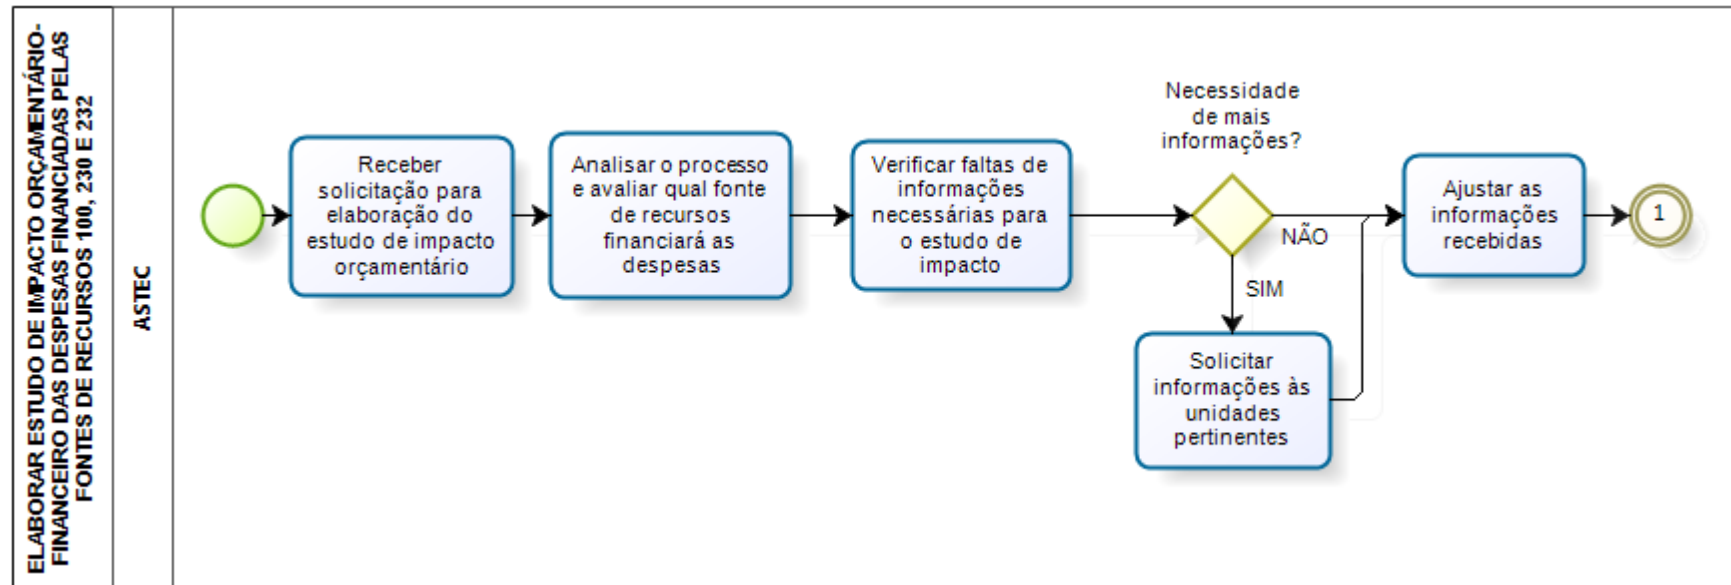 ELABORAR ESTUDO DE IMPACTO ORÇAMENTÁRIO-
FINANCEIRO DAS DESPESAS FINANCIADAS PELAS
FONTES DE RECURSOS 100, 230 E 232
ASTEC
Receber
solicitação para
elaboração do
estudo de impacto
orçamentário
Analisar o processo
e avaliar qual fonte
de recursos
financiará as
despesas
Verificar faltas de
informações
necessárias para
o estudo de
impacto
Necessidade
de mais
informações?
NÃO
SIM
Solicitar
informações às
unidades
pertinentes
Ajustar as
informações
recebidas
1